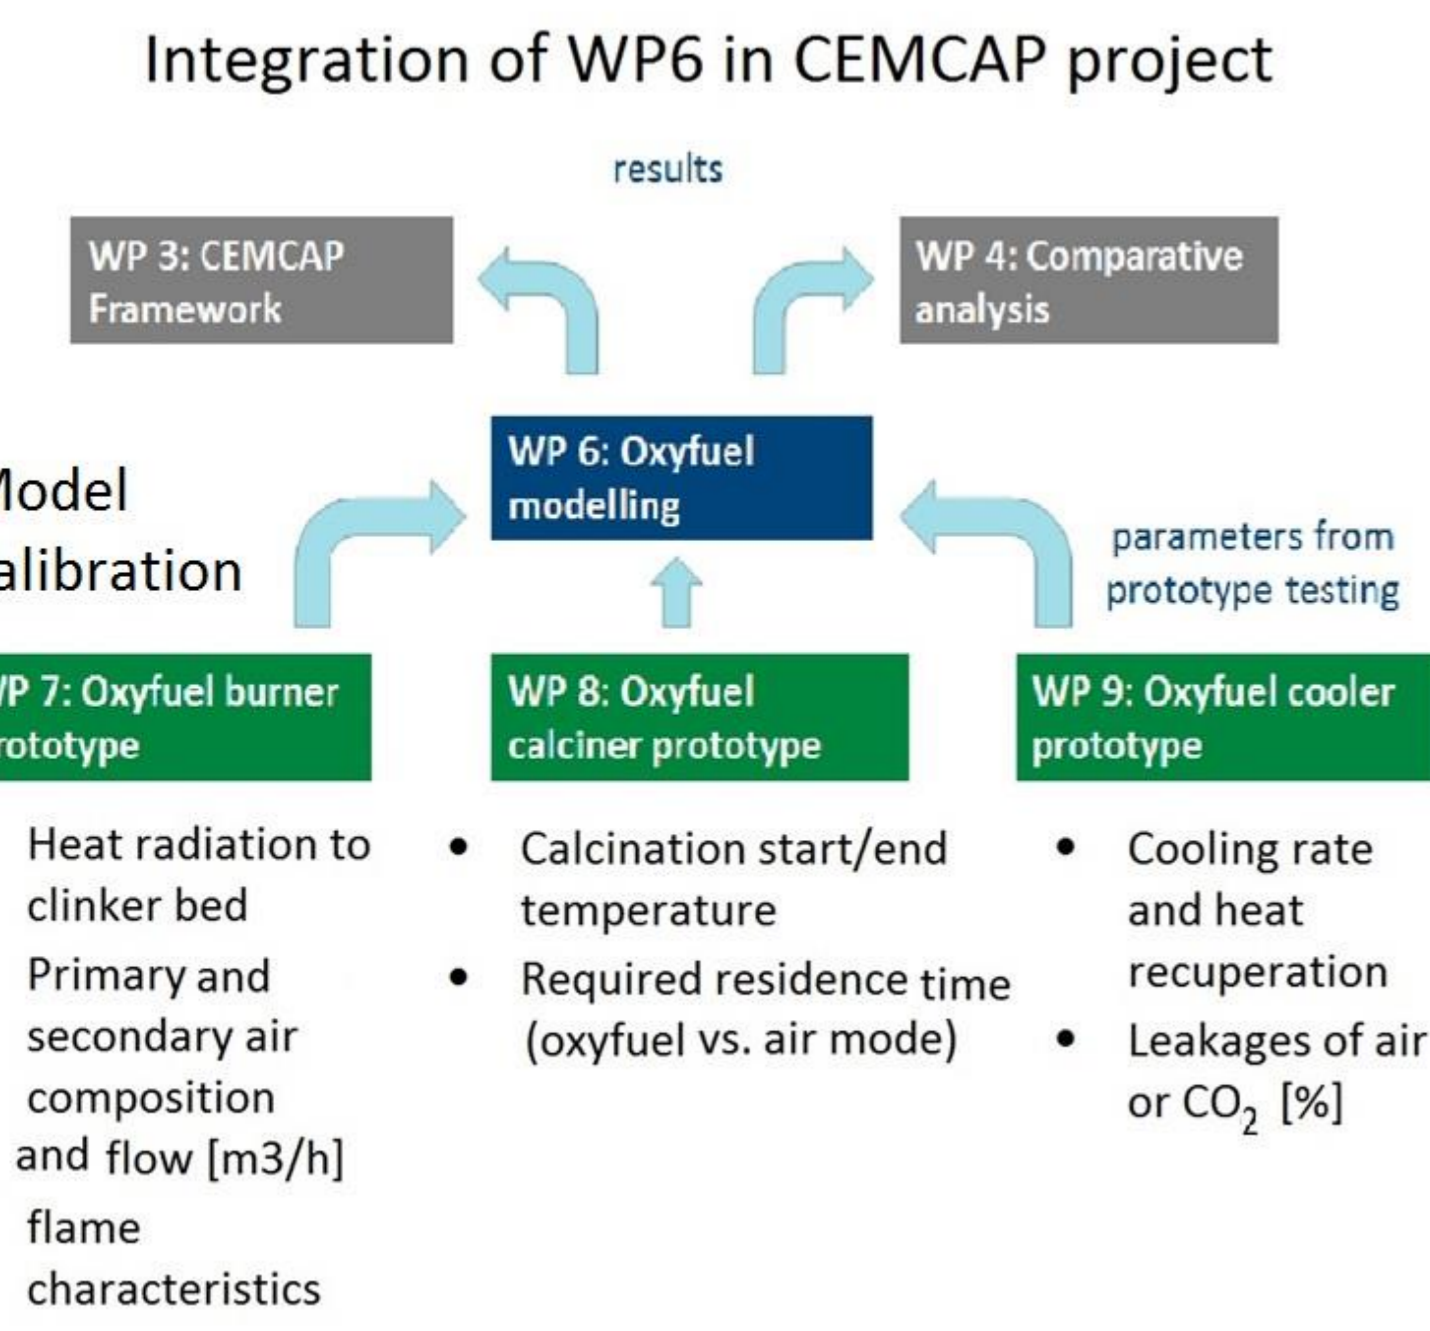 Integration of WP6 in CEMCAP project
results
WP 3: CEMCAP
Framework
WP 4: Comparative
analysis
WP 6: Oxyfuel
modelling
Model
alibration
parameters from
prototype testing
WP 7: Oxyfuel burner
rototype
WP 8: Oxyfuel
calciner prototype
WP 9: Oxyfuel cooler
prototype
Heat radiation to
clinker bed
Primary and
secondary air
composition
and flow [m3/h]
flame
characteristics
• Calcination start/end
temperature
• Required residence time
(oxyfuel vs. air mode)
• Cooling rate
and heat
recuperation
• Leakages of air
or CO₂ [%]